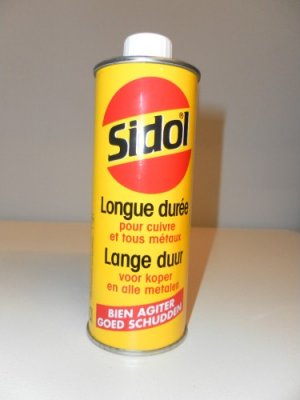 Sidol®
Longue durée
pour cuivre
et tous métaux
Lange duur
voor koper
en alle metalen
BIEN AGITER
GOED SCHUDDEN